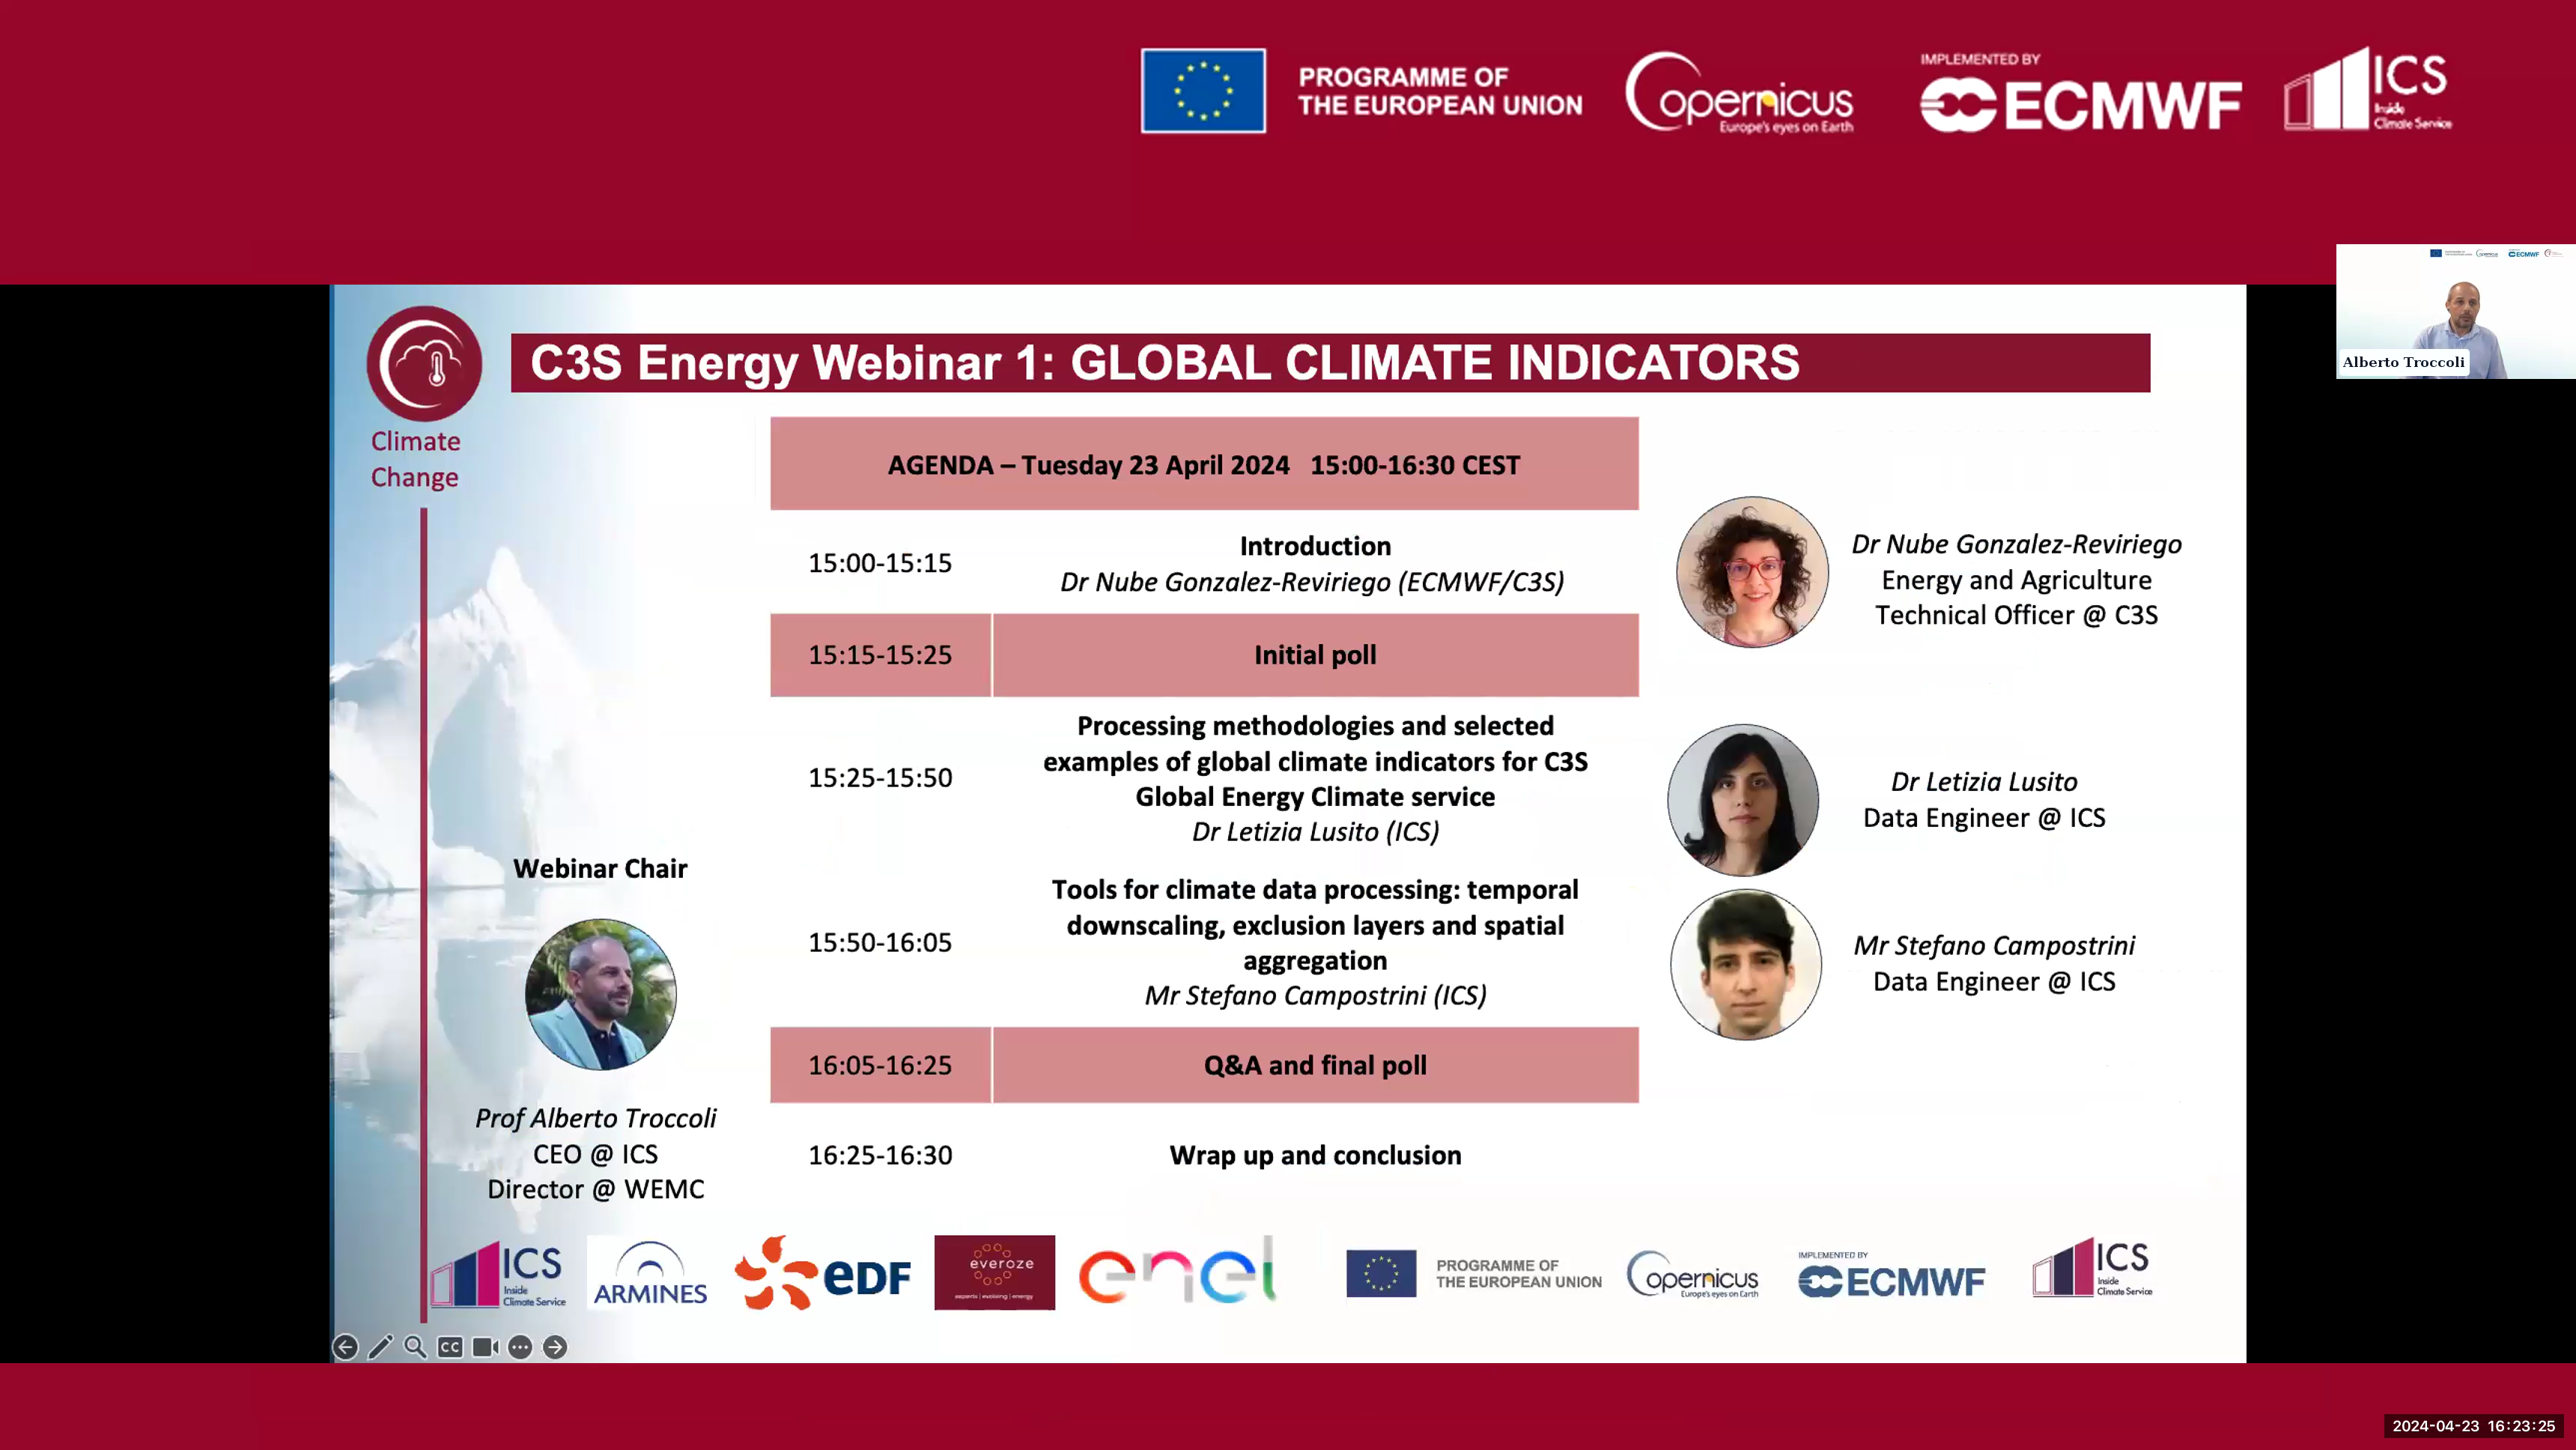 PROGRAMME OF
THE EUROPEAN UNION
Copernicus
Europe's eyes on Earth
IMPLEMENTED BY
ECMWF
ICS
Inside
Climate Service
ECMWF
Alberto Troccoli
Climate
Change
C3S Energy Webinar 1: GLOBAL CLIMATE INDICATORS
AGENDA – Tuesday 23 April 2024 15:00-16:30 CEST
15:00-15:15
Introduction
Dr Nube Gonzalez-Reviriego (ECMWF/C3S)
15:15-15:25
Initial poll
15:25-15:50
Processing methodologies and selected
examples of global climate indicators for C3S
Global Energy Climate service
Dr Letizia Lusito (ICS)
15:50-16:05
Tools for climate data processing: temporal
downscaling, exclusion layers and spatial
aggregation
Mr Stefano Campostrini (ICS)
16:05-16:25
Q&A and final poll
16:25-16:30
Wrap up and conclusion
Dr Nube Gonzalez-Reviriego
Energy and Agriculture
Technical Officer @ C3S
Dr Letizia Lusito
Data Engineer @ ICS
Mr Stefano Campostrini
Data Engineer @ ICS
Webinar Chair
Prof Alberto Troccoli
CEO @ ICS
Director @ WEMC
ICS
Inside
Climate Service
ARMINES
eDF
everoze
experts | evolving | energy
enel
PROGRAMME OF
THE EUROPEAN UNION
Copernicus
Europe's eyes on Earth
IMPLEMENTED BY
ECMWF
ICS
Inside
Climate Service
CC
2024-04-23 16:23:25